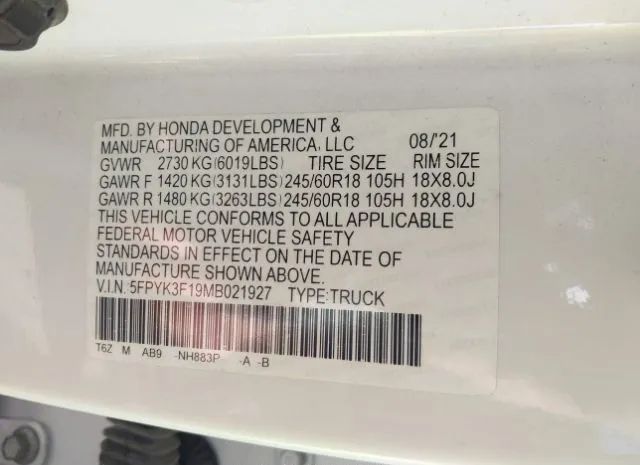 MFD. BY HONDA DEVELOPMENT &
MANUFACTURING OF AMERICA, LLC 08/'21
GVWR 2730 KG(6019LBS) TIRE SIZE RIM SIZE
GAWR F 1420 KG(3131LBS) 245/60R18 105H 18X8.0J
GAWR R 1480 KG(3263LBS) 245/60R18 105H 18X8.0J
THIS VEHICLE CONFORMS TO ALL APPLICABLE
FEDERAL MOTOR VEHICLE SAFETY
STANDARDS IN EFFECT ON THE DATE OF
MANUFACTURE SHOWN ABOVE.
V.I.N. 5FPYK3F19MB021927 TYPE:TRUCK
T6Z M AB9 -NH883P -A -B